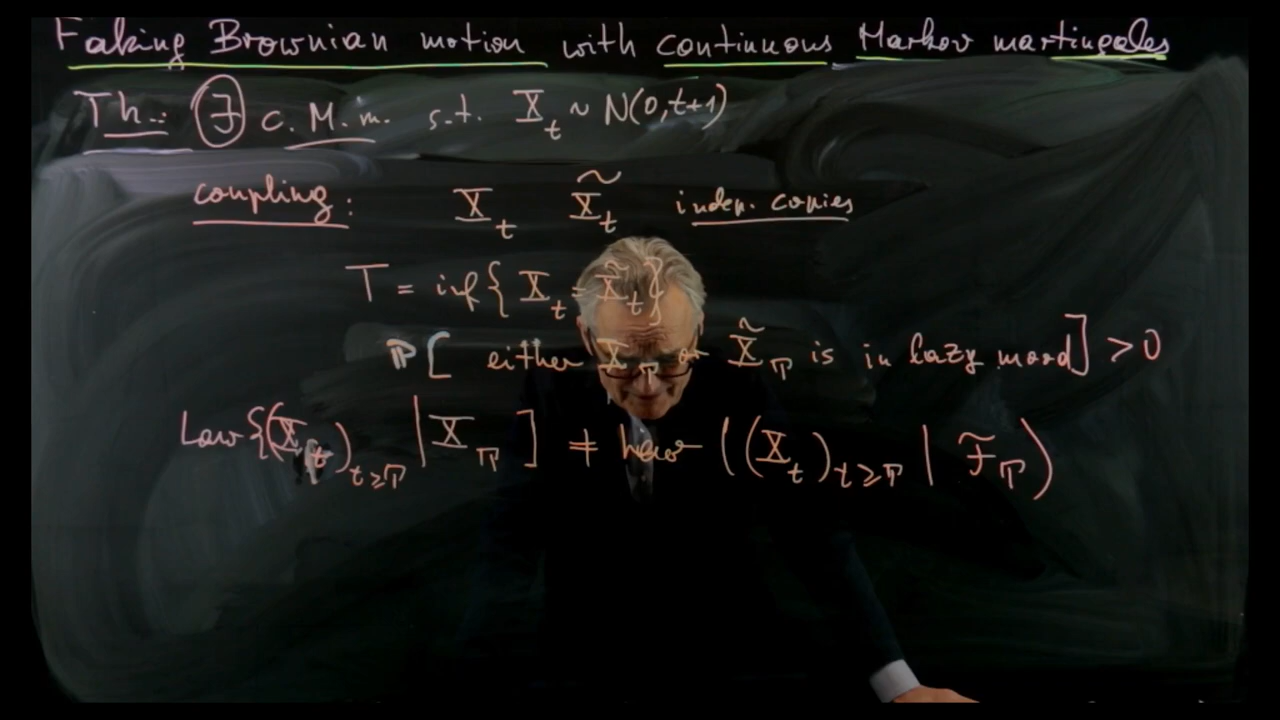 Faking Brownian motion with continuous Markov martingales
Th.: ∃ c.M.m. s.t. X_t ~ N(0,t+1)
coupling: X_t X̃_t indep. copies
T = inf{ X_t = X̃_t }
ℙ[ either X_T or X̃_T is in lazy mood] > 0
Law{(X_t)_{t≥T} | X_T ] ≠ Law ((X_t)_{t≥T} | ℱ_T)